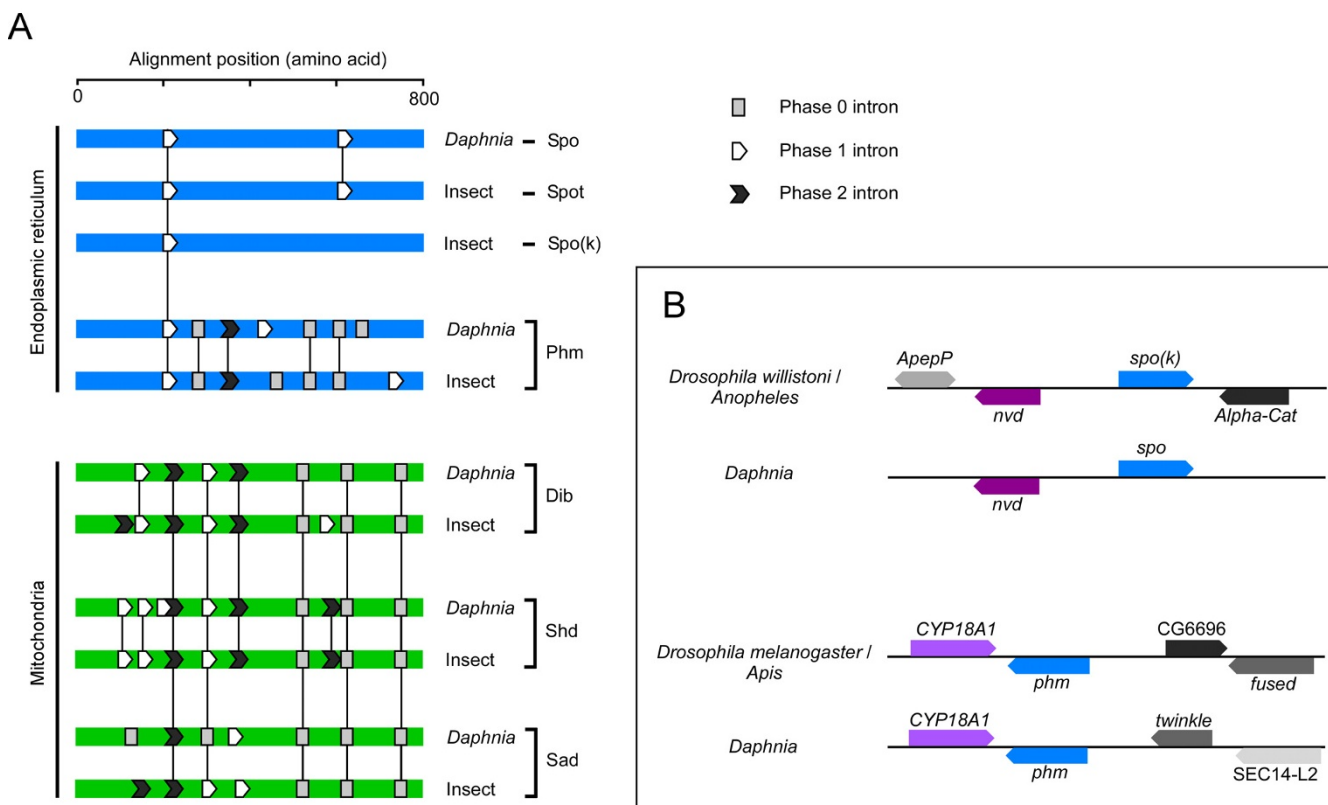 A
Alignment position (amino acid)
0
800
Endoplasmic reticulum
Daphnia – Spo
Insect – Spot
Insect – Spo(k)
Daphnia
Insect
Phm
Mitochondria
Daphnia
Insect
Dib
Daphnia
Insect
Shd
Daphnia
Insect
Sad
Phase 0 intron
Phase 1 intron
Phase 2 intron
B
Drosophila willistoni /
Anopheles
ApepP
nvd
spo(k)
Alpha-Cat
Daphnia
nvd
spo
Drosophila melanogaster /
Apis
CYP18A1
phm
CG6696
fused
Daphnia
CYP18A1
phm
twinkle
SEC14-L2